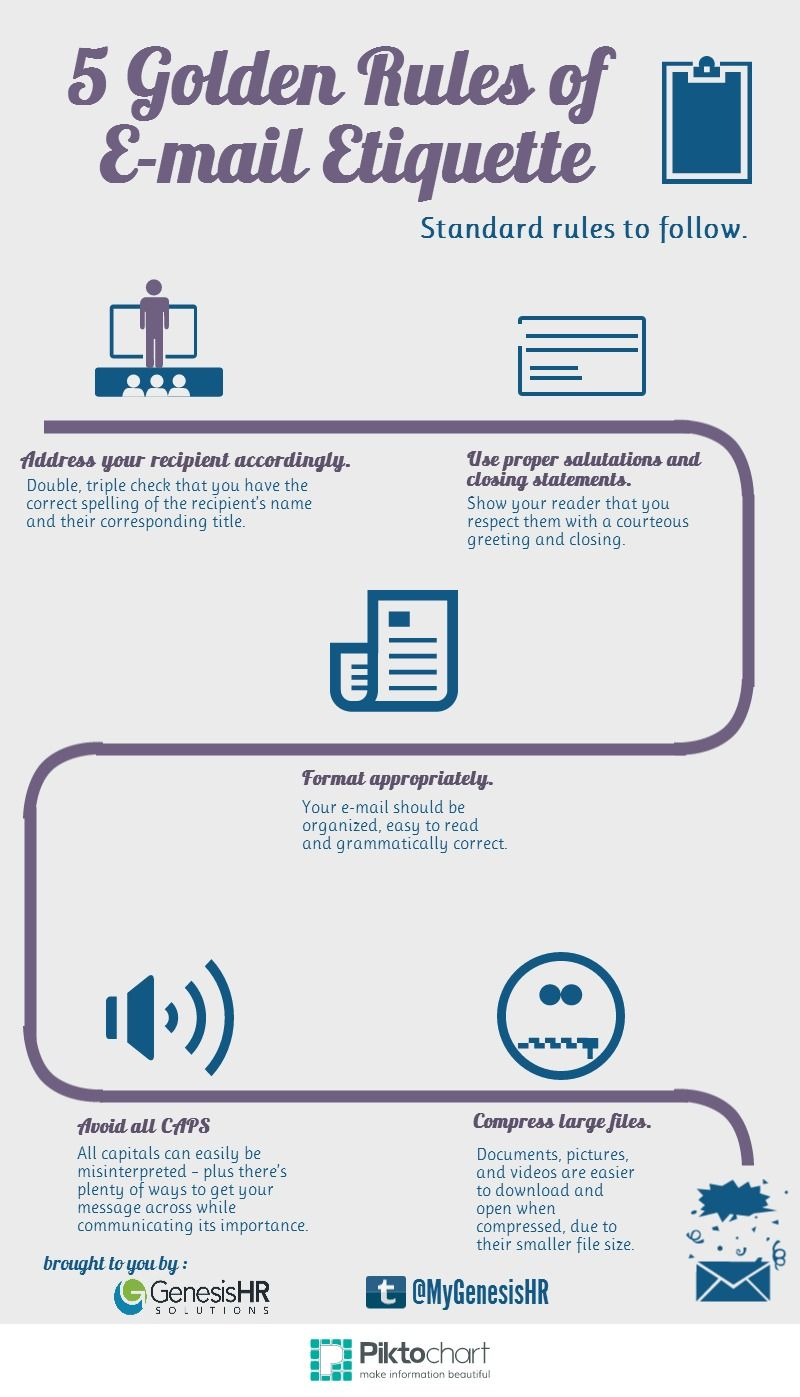 5 Golden Rules of
E-mail Etiquette
Standard rules to follow.
Address your recipient accordingly.
Double, triple check that you have the
correct spelling of the recipient's name
and their corresponding title.
Use proper salutations and
closing statements.
Show your reader that you
respect them with a courteous
greeting and closing.
Format appropriately.
Your e-mail should be
organized, easy to read
and grammatically correct.
Avoid all CAPS
All capitals can easily be
misinterpreted – plus there's
plenty of ways to get your
message across while
communicating its importance.
Compress large files.
Documents, pictures,
and videos are easier
to download and
open when
compressed, due to
their smaller file size.
brought to you by :
GenesisHR
SOLUTIONS
t @MyGenesisHR
Piktochart
make information beautiful